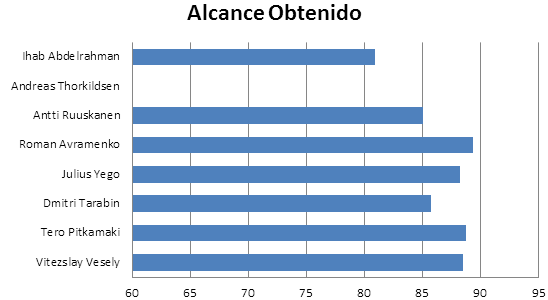 Alcance Obtenido
Ihab Abdelrahman
Andreas Thorkildsen
Antti Ruuskanen
Roman Avramenko
Julius Yego
Dmitri Tarabin
Tero Pitkamaki
Vitezslay Vesely
60 65 70 75 80 85 90 95